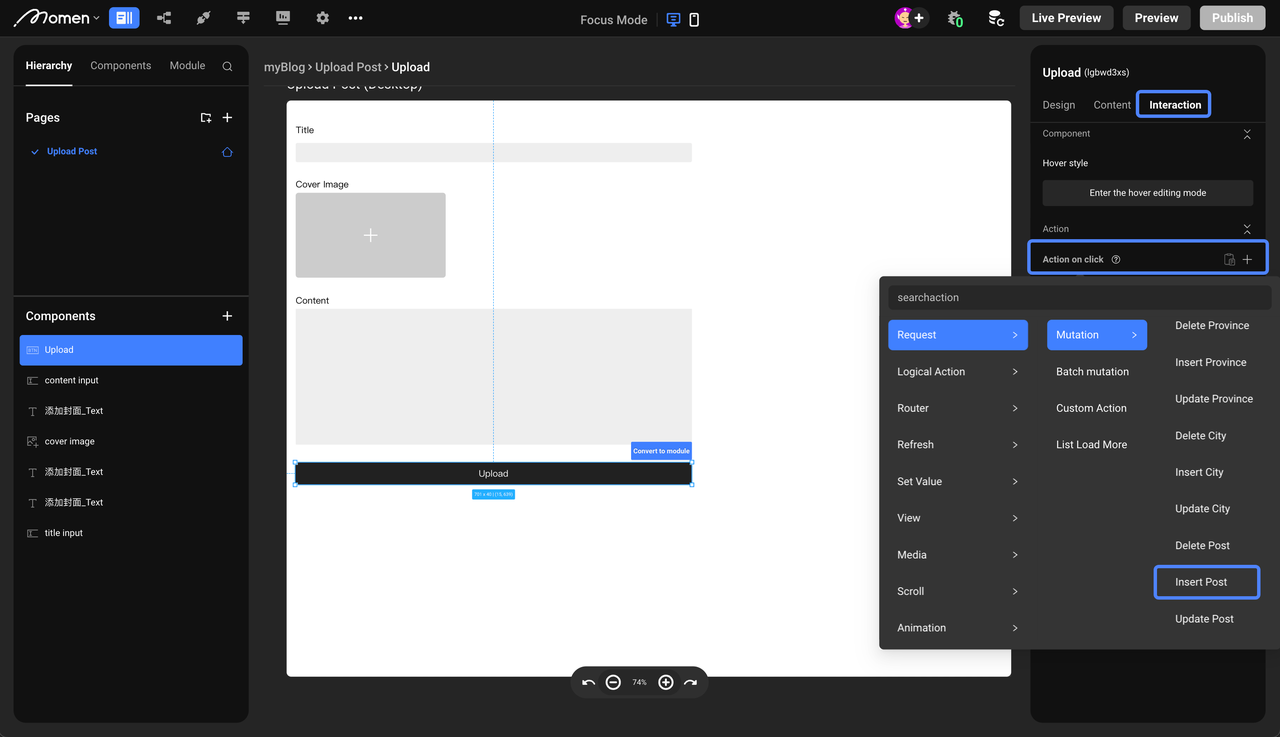 Momen
Focus Mode
0
Live Preview
Preview
Publish
Hierarchy
Components
Module
Pages
Upload Post
Components
Upload
content input
添加封面_Text
cover image
添加封面_Text
添加封面_Text
title input
myBlog > Upload Post > Upload
Upload Post (Desktop)
Title
Cover Image
Content
Convert to module
Upload
74%
Upload (lgbwd3xs)
Design
Content
Interaction
Component
Hover style
Enter the hover editing mode
Action
Action on click
searchaction
Request
Logical Action
Router
Refresh
Set Value
View
Media
Scroll
Animation
Mutation
Batch mutation
Custom Action
List Load More
Delete Province
Insert Province
Update Province
Delete City
Insert City
Update City
Delete Post
Insert Post
Update Post